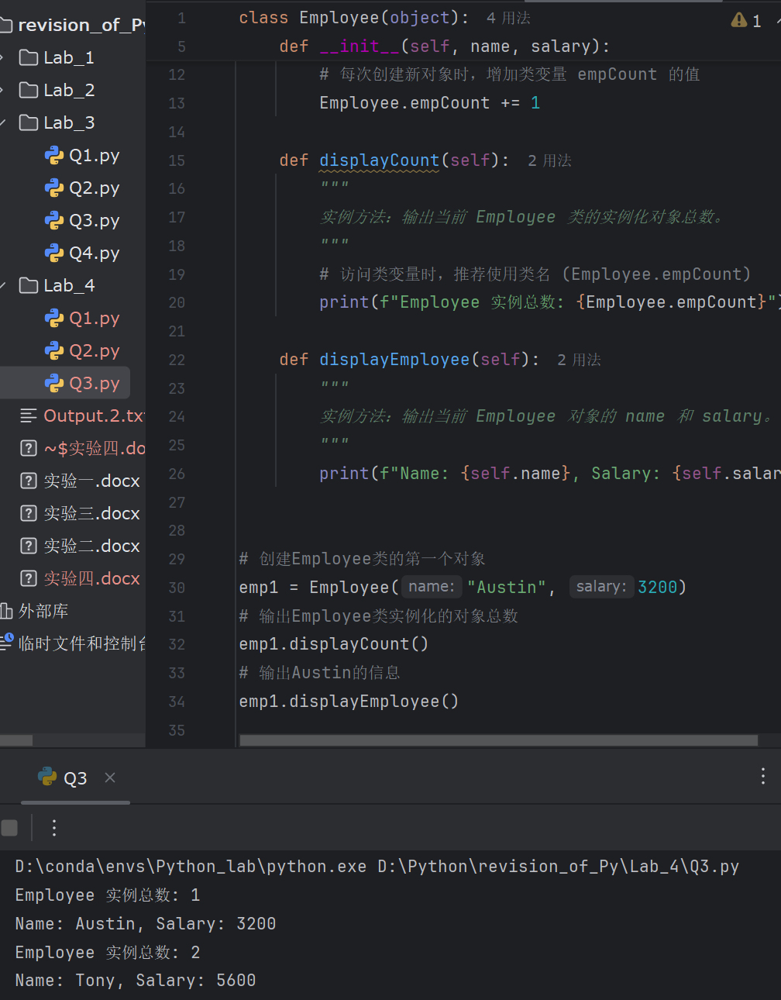 revision_of_Py
Lab_1
Lab_2
Lab_3
Q1.py
Q2.py
Q3.py
Q4.py
Lab_4
Q1.py
Q2.py
Q3.py
Output.2.tx
~$实验四.do
实验一.docx
实验三.docx
实验二.docx
实验四.docx
外部库
临时文件和控制台
1 class Employee(object): 4 用法
1
5 def __init__(self, name, salary):
12 # 每次创建新对象时，增加类变量 empCount 的值
13 Employee.empCount += 1
14
15 def displayCount(self): 2 用法
16 """
17 实例方法：输出当前 Employee 类的实例化对象总数。
18 """
19 # 访问类变量时，推荐使用类名 (Employee.empCount)
20 print(f"Employee 实例总数: {Employee.empCount}")
21
22 def displayEmployee(self): 2 用法
23 """
24 实例方法：输出当前 Employee 对象的 name 和 salary。
25 """
26 print(f"Name: {self.name}, Salary: {self.salar
27
28
29 # 创建Employee类的第一个对象
30 emp1 = Employee( name: "Austin", salary: 3200)
31 # 输出Employee类实例化的对象总数
32 emp1.displayCount()
33 # 输出Austin的信息
34 emp1.displayEmployee()
35
Q3
D:\conda\envs\Python_lab\python.exe D:\Python\revision_of_Py\Lab_4\Q3.py
Employee 实例总数: 1
Name: Austin, Salary: 3200
Employee 实例总数: 2
Name: Tony, Salary: 5600